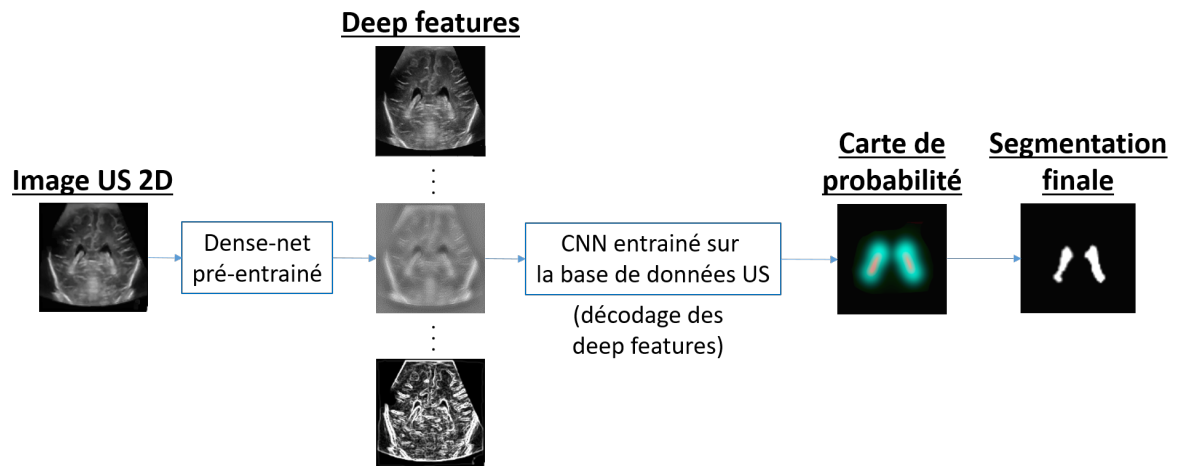 Deep features
Image US 2D
Dense-net
pré-entrainé
CNN entrainé sur
la base de données US
(décodage des
deep features)
Carte de
probabilité
Segmentation
finale